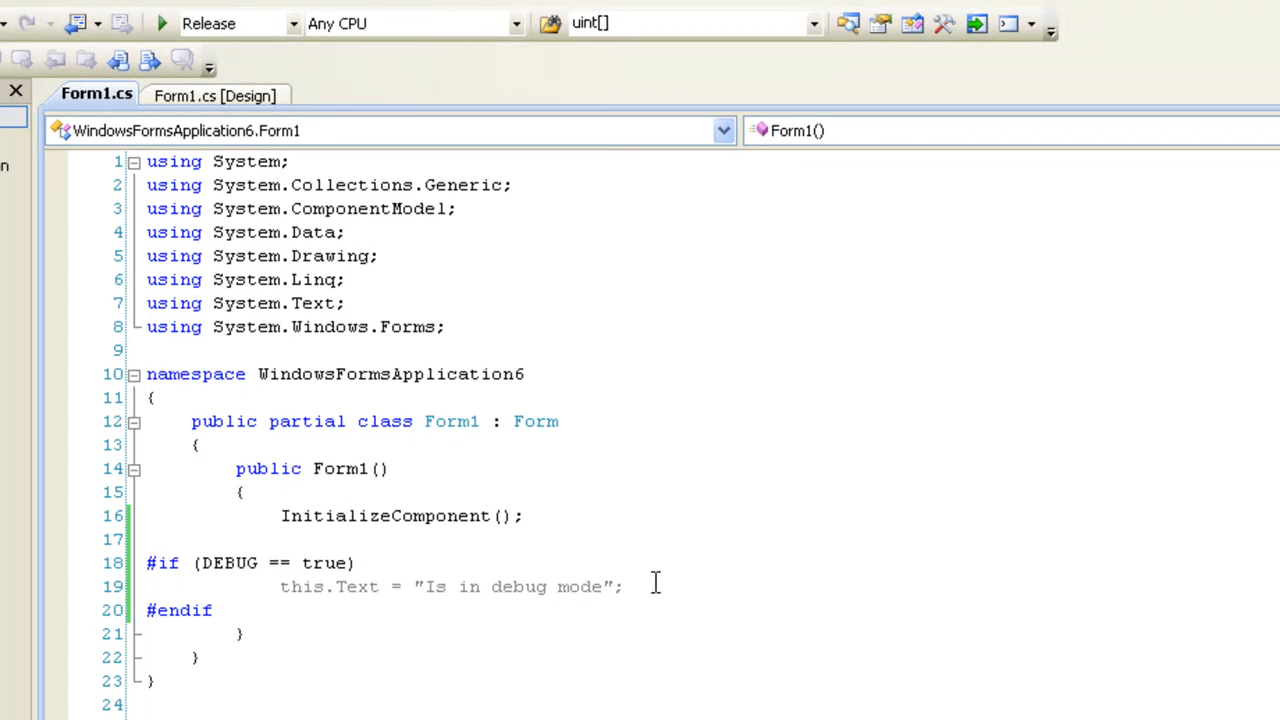 Release Any CPU uint[]
Form1.cs Form1.cs [Design]
WindowsFormsApplication6.Form1 Form1()
n
1 using System;
2 using System.Collections.Generic;
3 using System.ComponentModel;
4 using System.Data;
5 using System.Drawing;
6 using System.Linq;
7 using System.Text;
8 using System.Windows.Forms;
9
10 namespace WindowsFormsApplication6
11 {
12 public partial class Form1 : Form
13 {
14 public Form1()
15 {
16 InitializeComponent();
17
18 #if (DEBUG == true)
19 this.Text = "Is in debug mode";
20 #endif
21 }
22 }
23 }
24